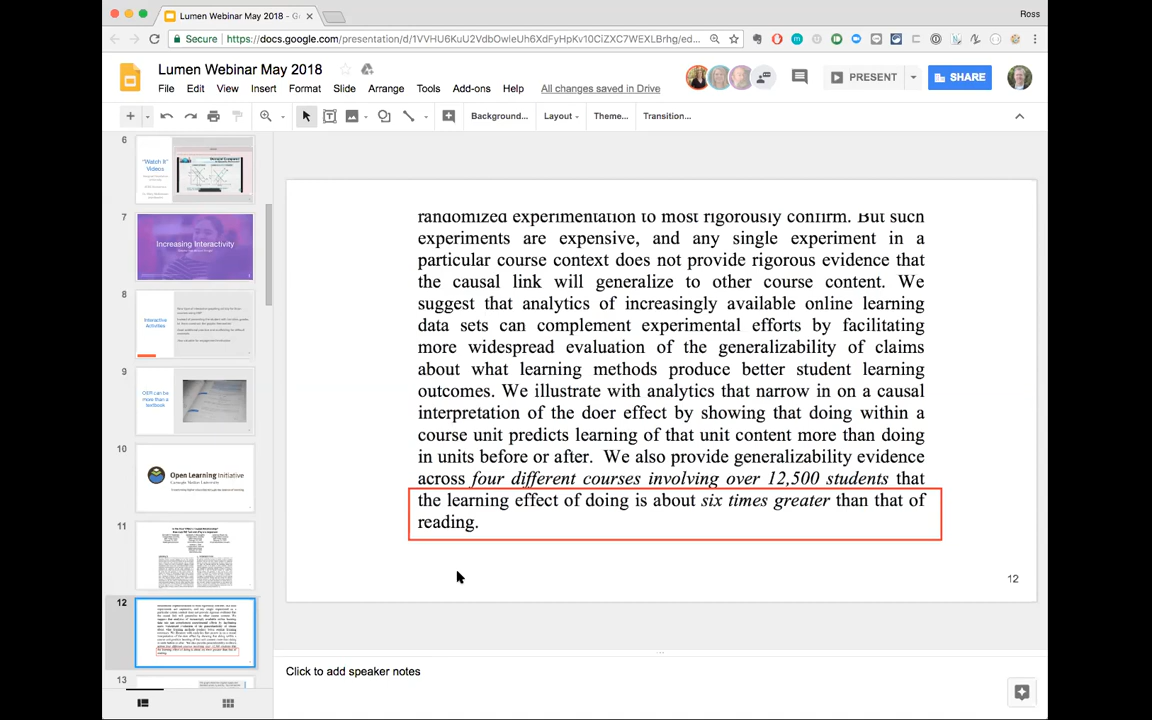 Lumen Webinar May 2018 - G
Ross
Secure
https://docs.google.com/presentation/d/1VVHU6KuU2VdbOwleUh6XdFyHpKv10CiZXC7WEXLBrhg/ed...
Lumen Webinar May 2018
File Edit View Insert Format Slide Arrange Tools Add-ons Help All changes saved in Drive
PRESENT
SHARE
Background... Layout Theme... Transition...
6
"Watch It"
Videos
7
Increasing Interactivity
8
Interactive
Activities
9
OER can be
more than a
textbook
10
Open Learning Initiative
11
12
13
randomized experimentation to most rigorously confirm. But such
experiments are expensive, and any single experiment in a
particular course context does not provide rigorous evidence that
the causal link will generalize to other course content. We
suggest that analytics of increasingly available online learning
data sets can complement experimental efforts by facilitating
more widespread evaluation of the generalizability of claims
about what learning methods produce better student learning
outcomes. We illustrate with analytics that narrow in on a causal
interpretation of the doer effect by showing that doing within a
course unit predicts learning of that unit content more than doing
in units before or after. We also provide generalizability evidence
across four different courses involving over 12,500 students that
the learning effect of doing is about six times greater than that of
reading.
12
Click to add speaker notes